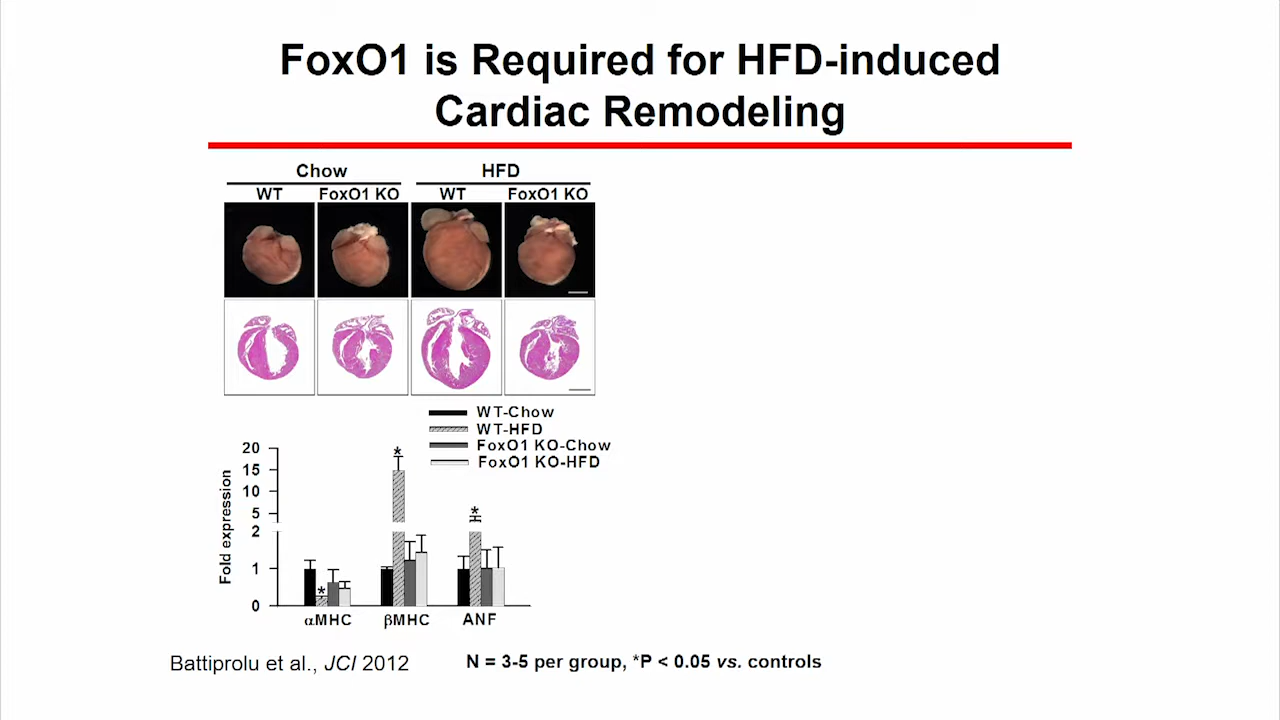 FoxO1 is Required for HFD-induced
Cardiac Remodeling
Chow HFD
WT FoxO1 KO WT FoxO1 KO
WT-Chow
WT-HFD
FoxO1 KO-Chow
FoxO1 KO-HFD
Fold expression
20
15
10
5
2
1
0
*
*
*
αMHC βMHC ANF
Battiprolu et al., JCI 2012
N = 3-5 per group, *P < 0.05 vs. controls